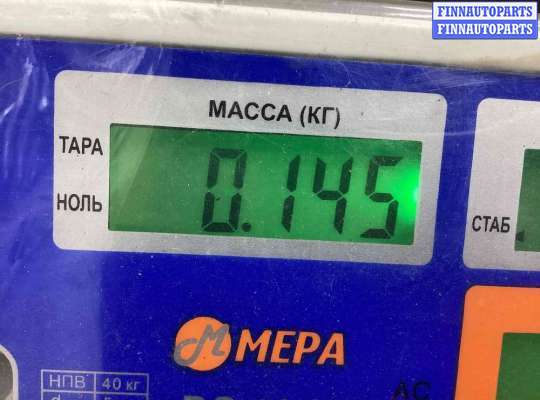 FINNAUTOPARTS
FINNAUTOPARTS
МАССА (КГ)
ТАРА
0.145
НОЛЬ
СТАБ
МЕРА
НПВ 40 кг